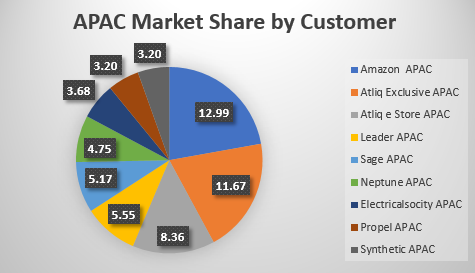 APAC Market Share by Customer
12.99
11.67
8.36
5.55
5.17
4.75
3.68
3.20
3.20
Amazon APAC
Atliq Exclusive APAC
Atliq e Store APAC
Leader APAC
Sage APAC
Neptune APAC
Electricalsocity APAC
Propel APAC
Synthetic APAC